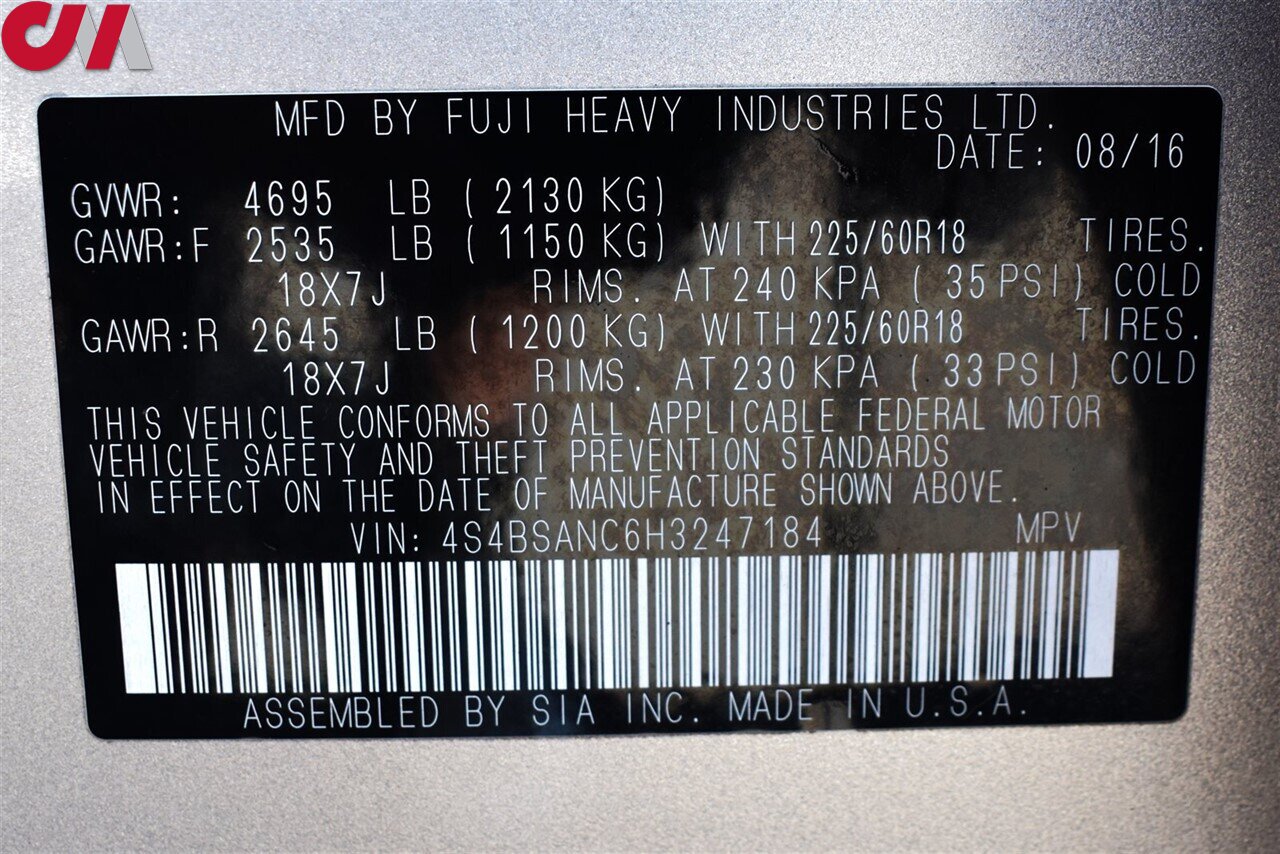 CM
MFD BY FUJI HEAVY INDUSTRIES LTD.
DATE: 08/16
GVWR: 4695 LB ( 2130 KG)
GAWR:F 2535 LB ( 1150 KG) WITH 225/60R18 TIRES.
18X7J RIMS. AT 240 KPA ( 35 PSI) COLD
GAWR:R 2645 LB ( 1200 KG) WITH 225/60R18 TIRES.
18X7J RIMS. AT 230 KPA ( 33 PSI) COLD
THIS VEHICLE CONFORMS TO ALL APPLICABLE FEDERAL MOTOR
VEHICLE SAFETY AND THEFT PREVENTION STANDARDS
IN EFFECT ON THE DATE OF MANUFACTURE SHOWN ABOVE.
VIN: 4S4BSANC6H3247184 MPV
ASSEMBLED BY SIA INC. MADE IN U.S.A.